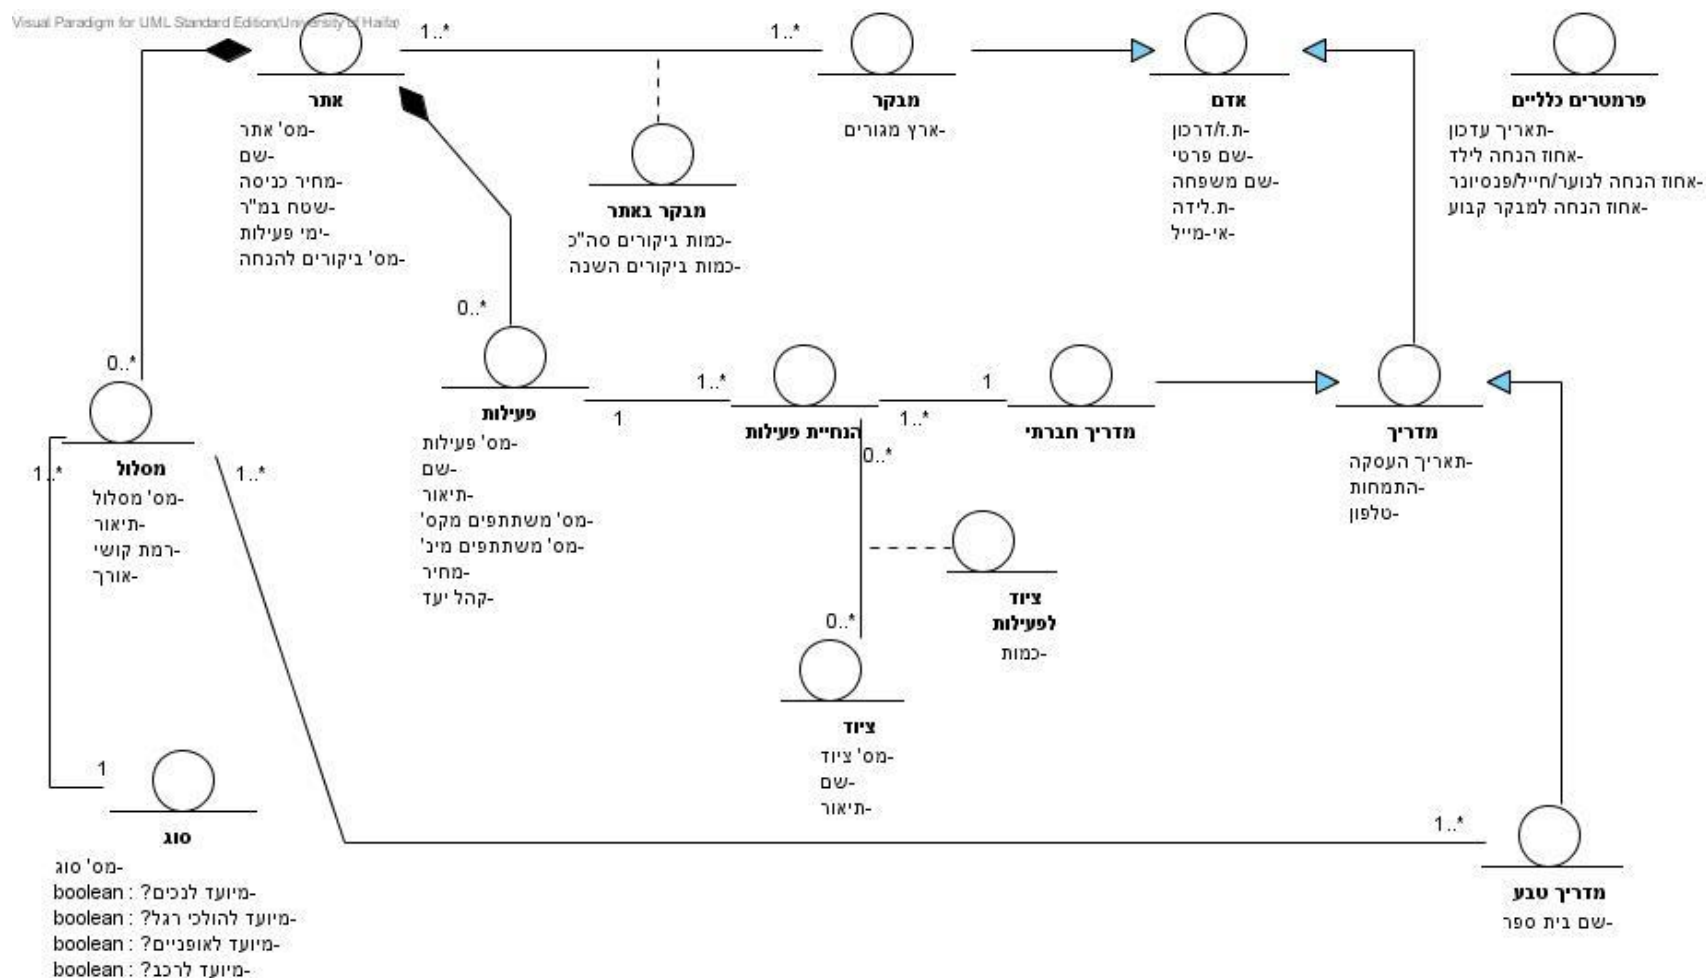 Visual Paradigm for UML Standard Edition(University of Haifa)
1..*
1..*
אתר
-מס' אתר
-שם
-מחיר כניסה
-שטח במ"ר
-ימי פעילות
-מס' ביקורים להנחה
מבקר
-ארץ מגורים
אדם
-ת.ז/דרכון
-שם פרטי
-שם משפחה
-ת.לידה
-אי-מייל
פרמטרים כלליים
-תאריך עדכון
-אחוז הנחה לילד
-אחוז הנחה לנוער/חייל/פנסיונר
-אחוז הנחה למבקר קבוע
מבקר באתר
-כמות ביקורים סה"כ
-כמות ביקורים השנה
0..*
0..*
פעילות
-מס' פעילות
-שם
-תיאור
-מס' משתתפים מקס'
-מס' משתתפים מינ'
-מחיר
-קהל יעד
1
1..*
הנחיית פעילות
1..*
1
מדריך חברתי
מדריך
-תאריך העסקה
-התמחות
-טלפון
1..*
1..*
מסלול
-מס' מסלול
-תיאור
-רמת קושי
-אורך
0..*
ציוד
לפעילות
-כמות
0..*
ציוד
-מס' ציוד
-שם
-תיאור
1
סוג
-מס' סוג
-מיועד לנכים? : boolean
-מיועד להולכי רגל? : boolean
-מיועד לאופניים? : boolean
-מיועד לרכב? : boolean
1..*
מדריך טבע
-שם בית ספר